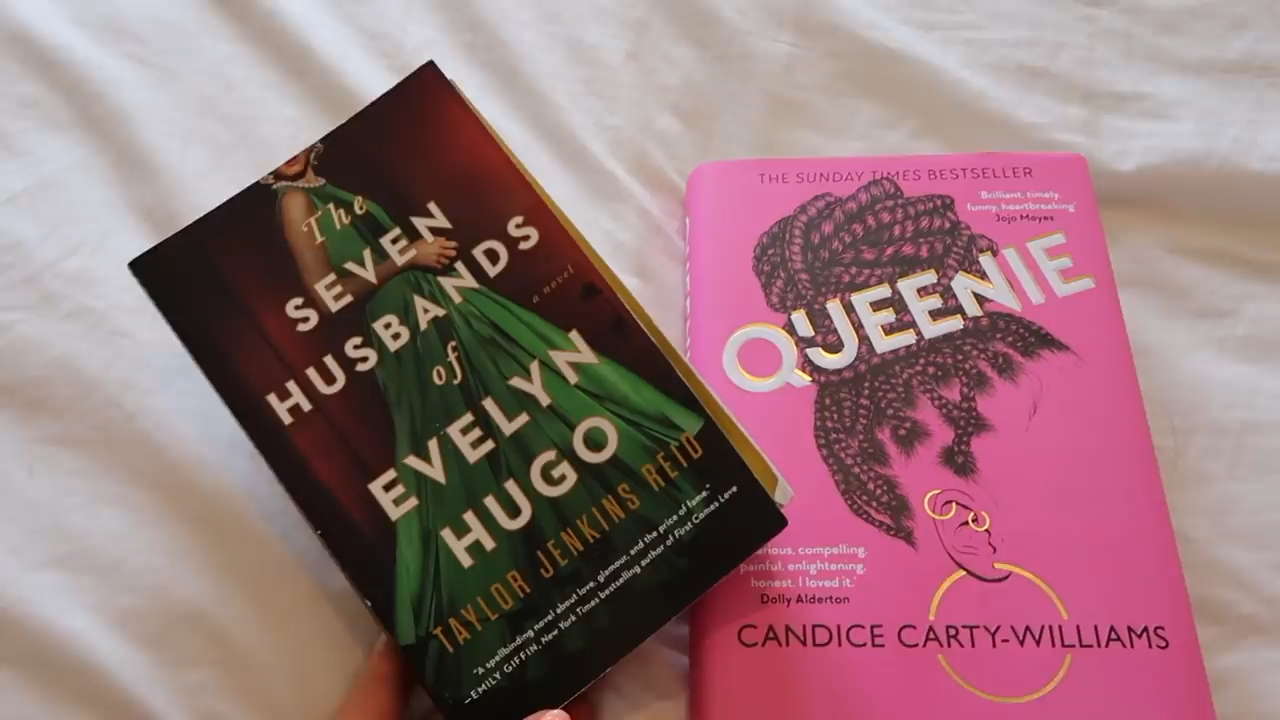 The
SEVEN
HUSBANDS
a novel
of
EVELYN
HUGO
TAYLOR JENKINS REID
"A spellbinding novel about love, glamour, and the price of fame."
—EMILY GIFFIN, New York Times bestselling author of First Comes Love
THE SUNDAY TIMES BESTSELLER
'Brilliant, timely,
funny, heartbreaking'
Jojo Moyes
QUEENIE
compelling,
painful, enlightening,
honest. I loved it.'
Dolly Alderton
CANDICE CARTY-WILLIAMS